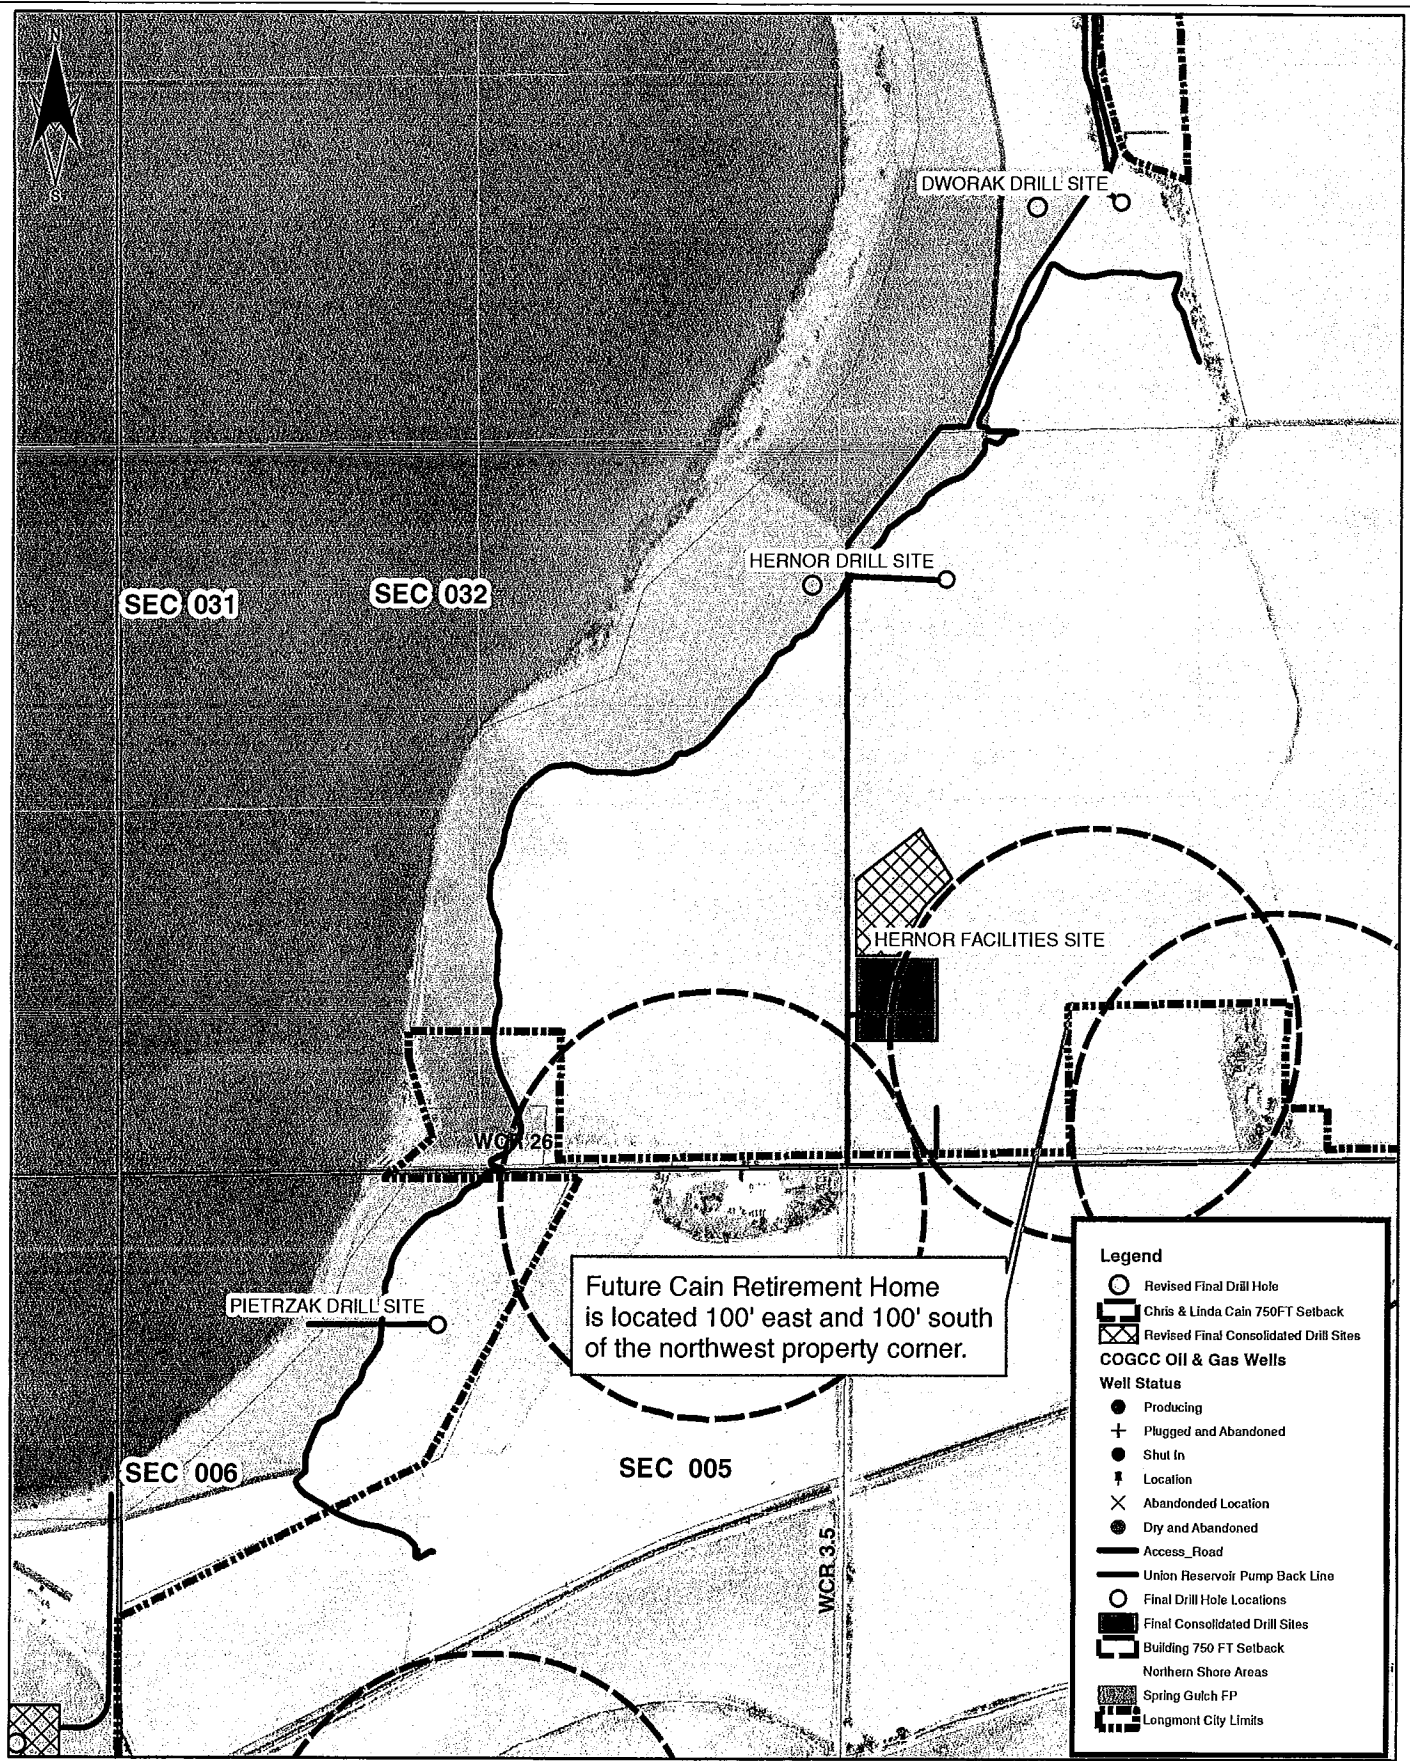 N
S
DWORAK DRILL SITE
HERNOR DRILL SITE
SEC 031
SEC 032
HERNOR FACILITIES SITE
WCR 26
Future Cain Retirement Home
is located 100' east and 100' south
of the northwest property corner.
PIETRZAK DRILL SITE
SEC 006
SEC 005
WCR 3.5
Legend
Revised Final Drill Hole
Chris & Linda Cain 750FT Setback
Revised Final Consolidated Drill Sites
COGCC Oil & Gas Wells
Well Status
Producing
Plugged and Abandoned
Shut In
Location
Abandonded Location
Dry and Abandoned
Access_Road
Union Reservoir Pump Back Line
Final Drill Hole Locations
Final Consolidated Drill Sites
Building 750 FT Setback
Northern Shore Areas
Spring Gulch FP
Longmont City Limits